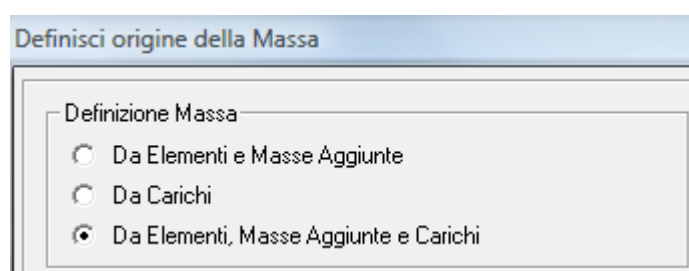 Definisci origine della Massa
Definizione Massa
Da Elementi e Masse Aggiunte
Da Carichi
Da Elementi, Masse Aggiunte e Carichi